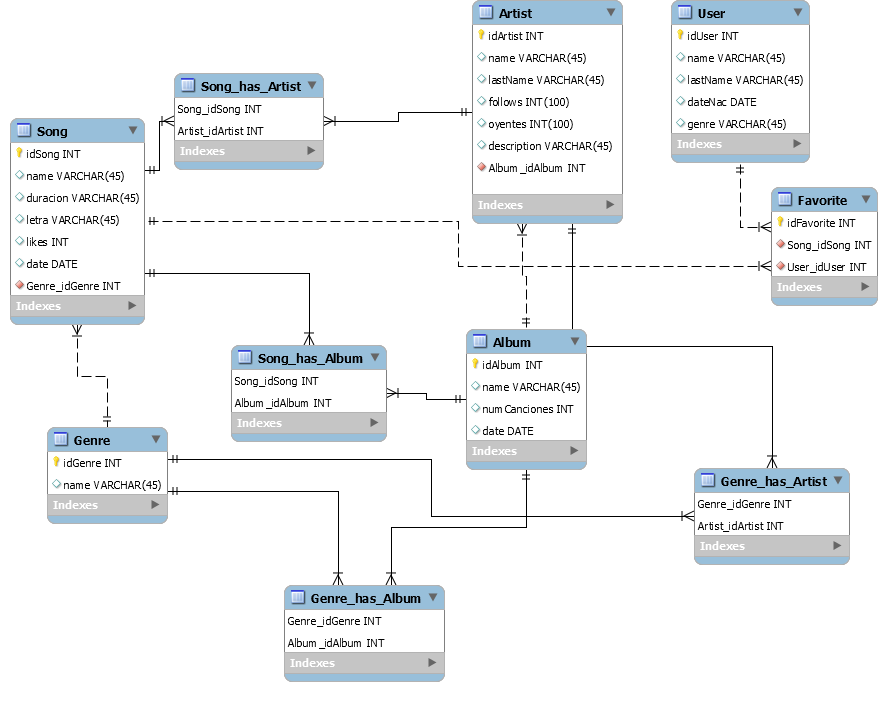 Artist
idArtist INT
name VARCHAR(45)
lastName VARCHAR(45)
follows INT(100)
oyentes INT(100)
description VARCHAR(45)
Album_idAlbum INT
Indexes
User
idUser INT
name VARCHAR(45)
lastName VARCHAR(45)
dateNac DATE
genre VARCHAR(45)
Indexes
Song_has_Artist
Song_idSong INT
Artist_idArtist INT
Indexes
Song
idSong INT
name VARCHAR(45)
duracion VARCHAR(45)
letra VARCHAR(45)
likes INT
date DATE
Genre_idGenre INT
Indexes
Favorite
idFavorite INT
Song_idSong INT
User_idUser INT
Indexes
Song_has_Album
Song_idSong INT
Album_idAlbum INT
Indexes
Album
idAlbum INT
name VARCHAR(45)
numCanciones INT
date DATE
Indexes
Genre
idGenre INT
name VARCHAR(45)
Indexes
Genre_has_Artist
Genre_idGenre INT
Artist_idArtist INT
Indexes
Genre_has_Album
Genre_idGenre INT
Album_idAlbum INT
Indexes